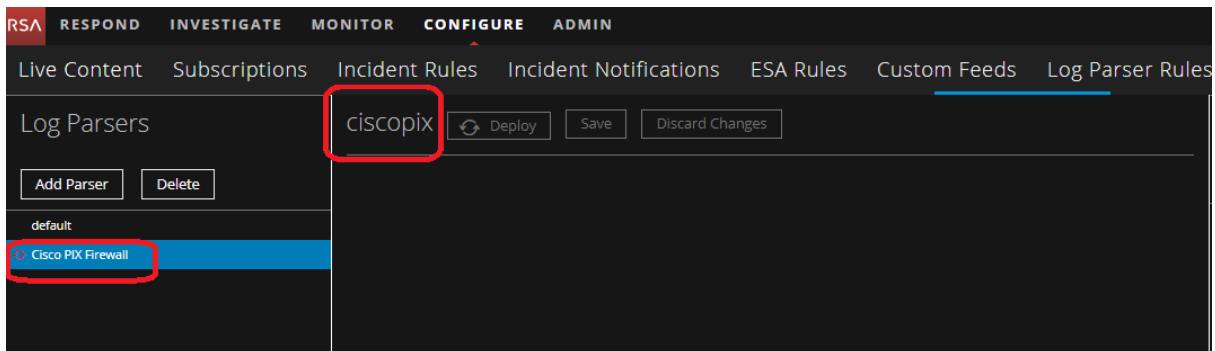 RSA RESPOND INVESTIGATE MONITOR CONFIGURE ADMIN
Live Content Subscriptions Incident Rules Incident Notifications ESA Rules Custom Feeds Log Parser Rules
Log Parsers
ciscopix Deploy Save Discard Changes
Add Parser Delete
default
Cisco PIX Firewall